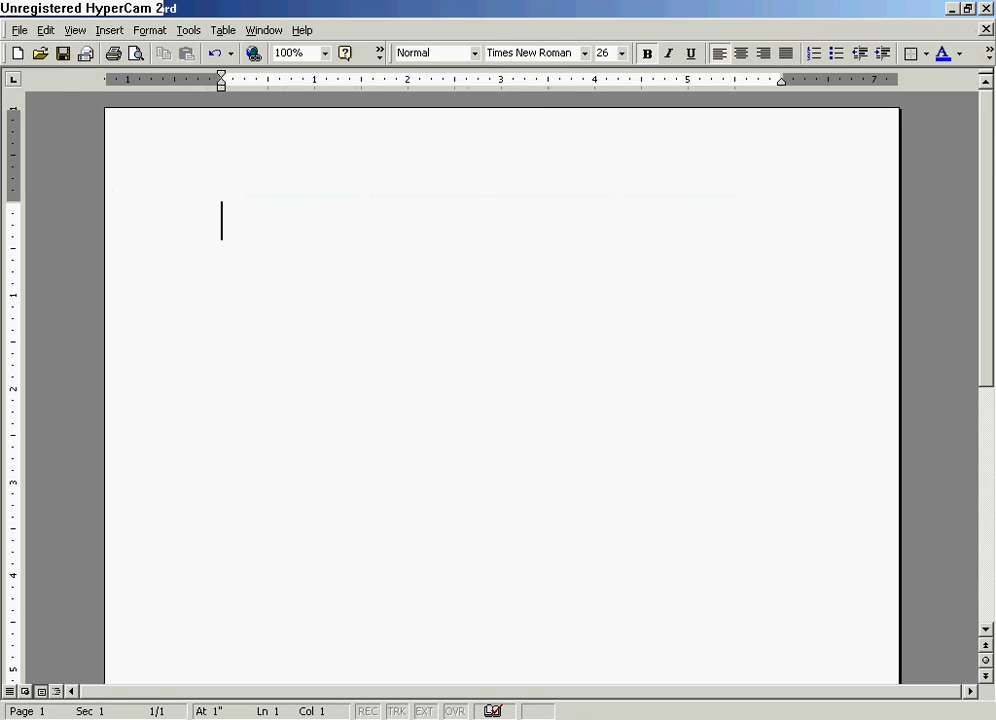 Unregistered HyperCam 2rd
File Edit View Insert Format Tools Table Window Help
100% Normal Times New Roman 26 B I U A
1 1 2 3 4 5 7
1
1
2
3
4
5
Page 1 Sec 1 1/1 At 1" Ln 1 Col 1 REC TRK EXT OVR